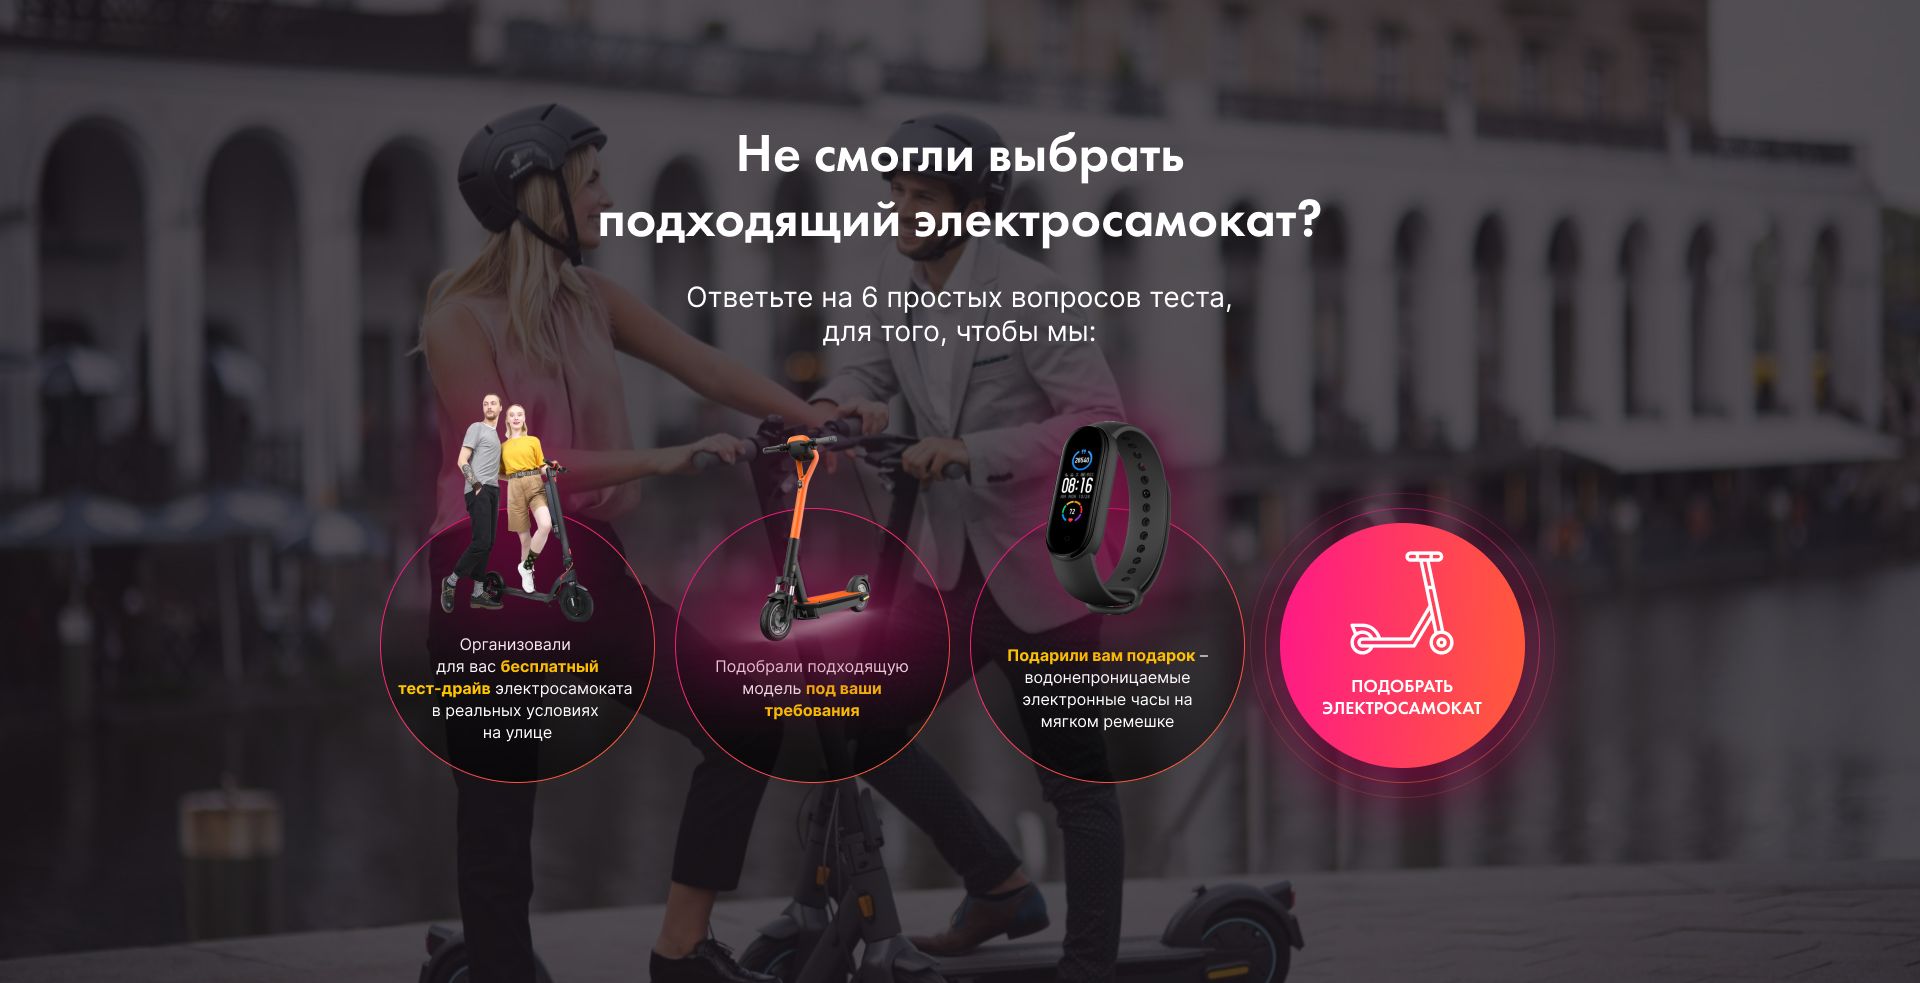 Не смогли выбрать
подходящий электросамокат?
Ответьте на 6 простых вопросов теста,
для того, чтобы мы:
Организовали
для вас бесплатный
тест-драйв электросамоката
в реальных условиях
на улице
Подобрали подходящую
модель под ваши
требования
08:16
72
Подарили вам подарок –
водонепроницаемые
электронные часы на
мягком ремешке
ПОДОБРАТЬ
ЭЛЕКТРОСАМОКАТ